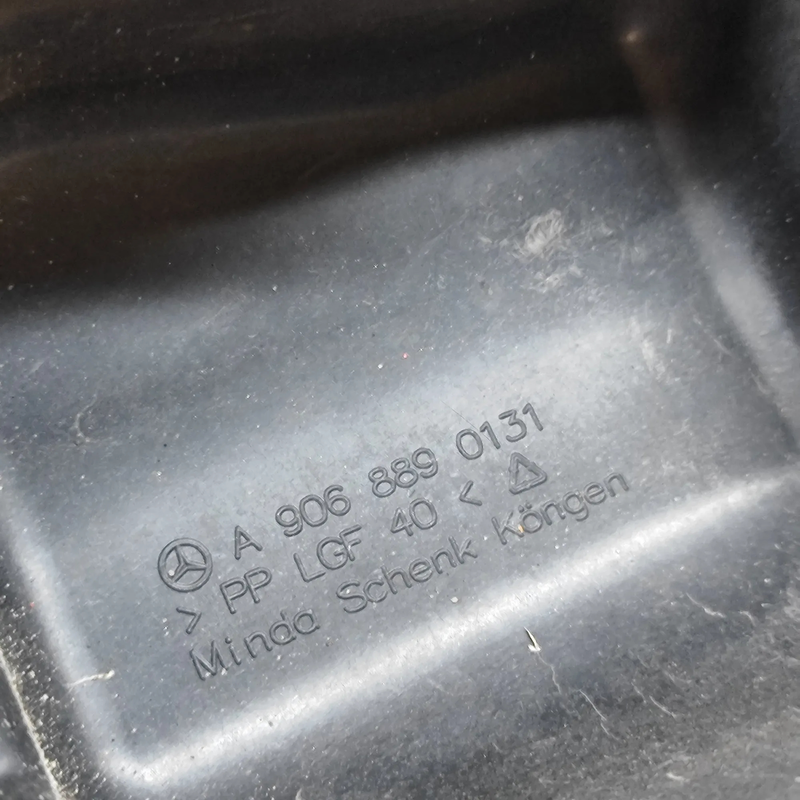 A 906 889 0131
> PP LGF 40 <
Minda Schenk Köngen